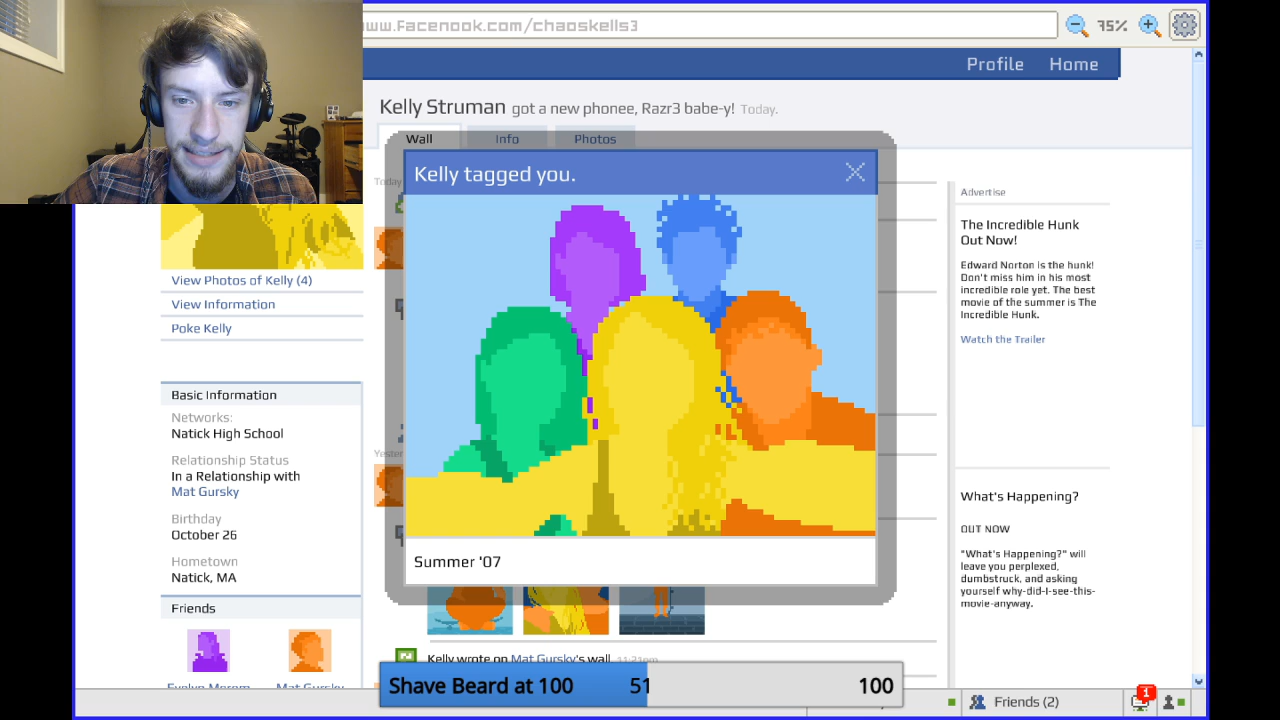 ww.facenook.com/chaoskells3
75%
Profile Home
Kelly Struman got a new phonee, Razr3 babe-y! Today.
Wall Info Photos
Kelly tagged you.
Summer '07
View Photos of Kelly (4)
View Information
Poke Kelly
Basic Information
Networks:
Natick High School
Relationship Status
In a Relationship with
Mat Gursky
Birthday
October 26
Hometown
Natick, MA
Friends
Mat Gursky
Kelly wrote on Mat Gursky's wall 11:23pm
Advertise
The Incredible Hunk
Out Now!
Edward Norton is the hunk!
Don't miss him in his most
incredible role yet. The best
movie of the summer is The
Incredible Hunk.
Watch the Trailer
What's Happening?
OUT NOW
"What's Happening?" will
leave you perplexed,
dumbstruck, and asking
yourself why-did-I-see-this-
movie-anyway.
Shave Beard at 100 51 100
Friends (2)
1